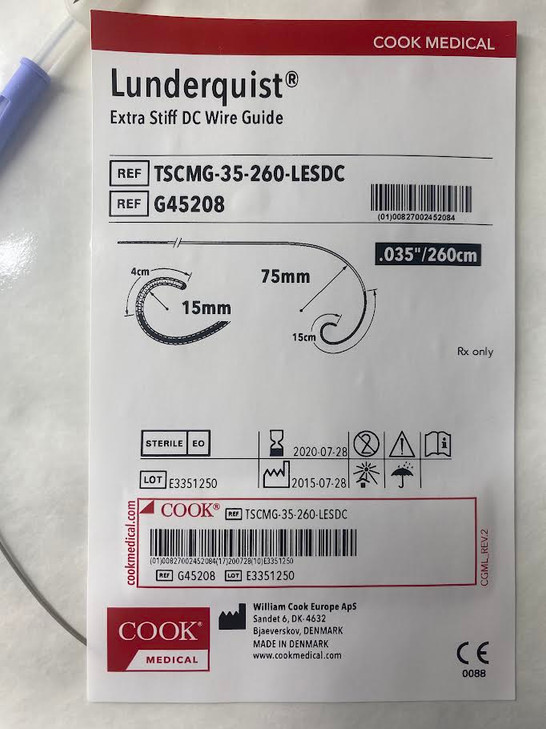 COOK MEDICAL
Lunderquist®
Extra Stiff DC Wire Guide
REF TSCMG-35-260-LESDC
REF G45208
(01)00827002452084
.035"/260cm
4cm
15mm
75mm
15cm
Rx only
STERILE EO
2020-07-28
2
i
LOT E3351250
2015-07-28
cookmedical.com
COOK® REF TSCMG-35-260-LESDC
(01)00827002452084(17)200728(10)E3351250
REF G45208 LOT E3351250
CGML_REV.2
COOK®
MEDICAL
William Cook Europe ApS
Sandet 6, DK-4632
Bjaeverskov, DENMARK
MADE IN DENMARK
www.cookmedical.com
CE
0088